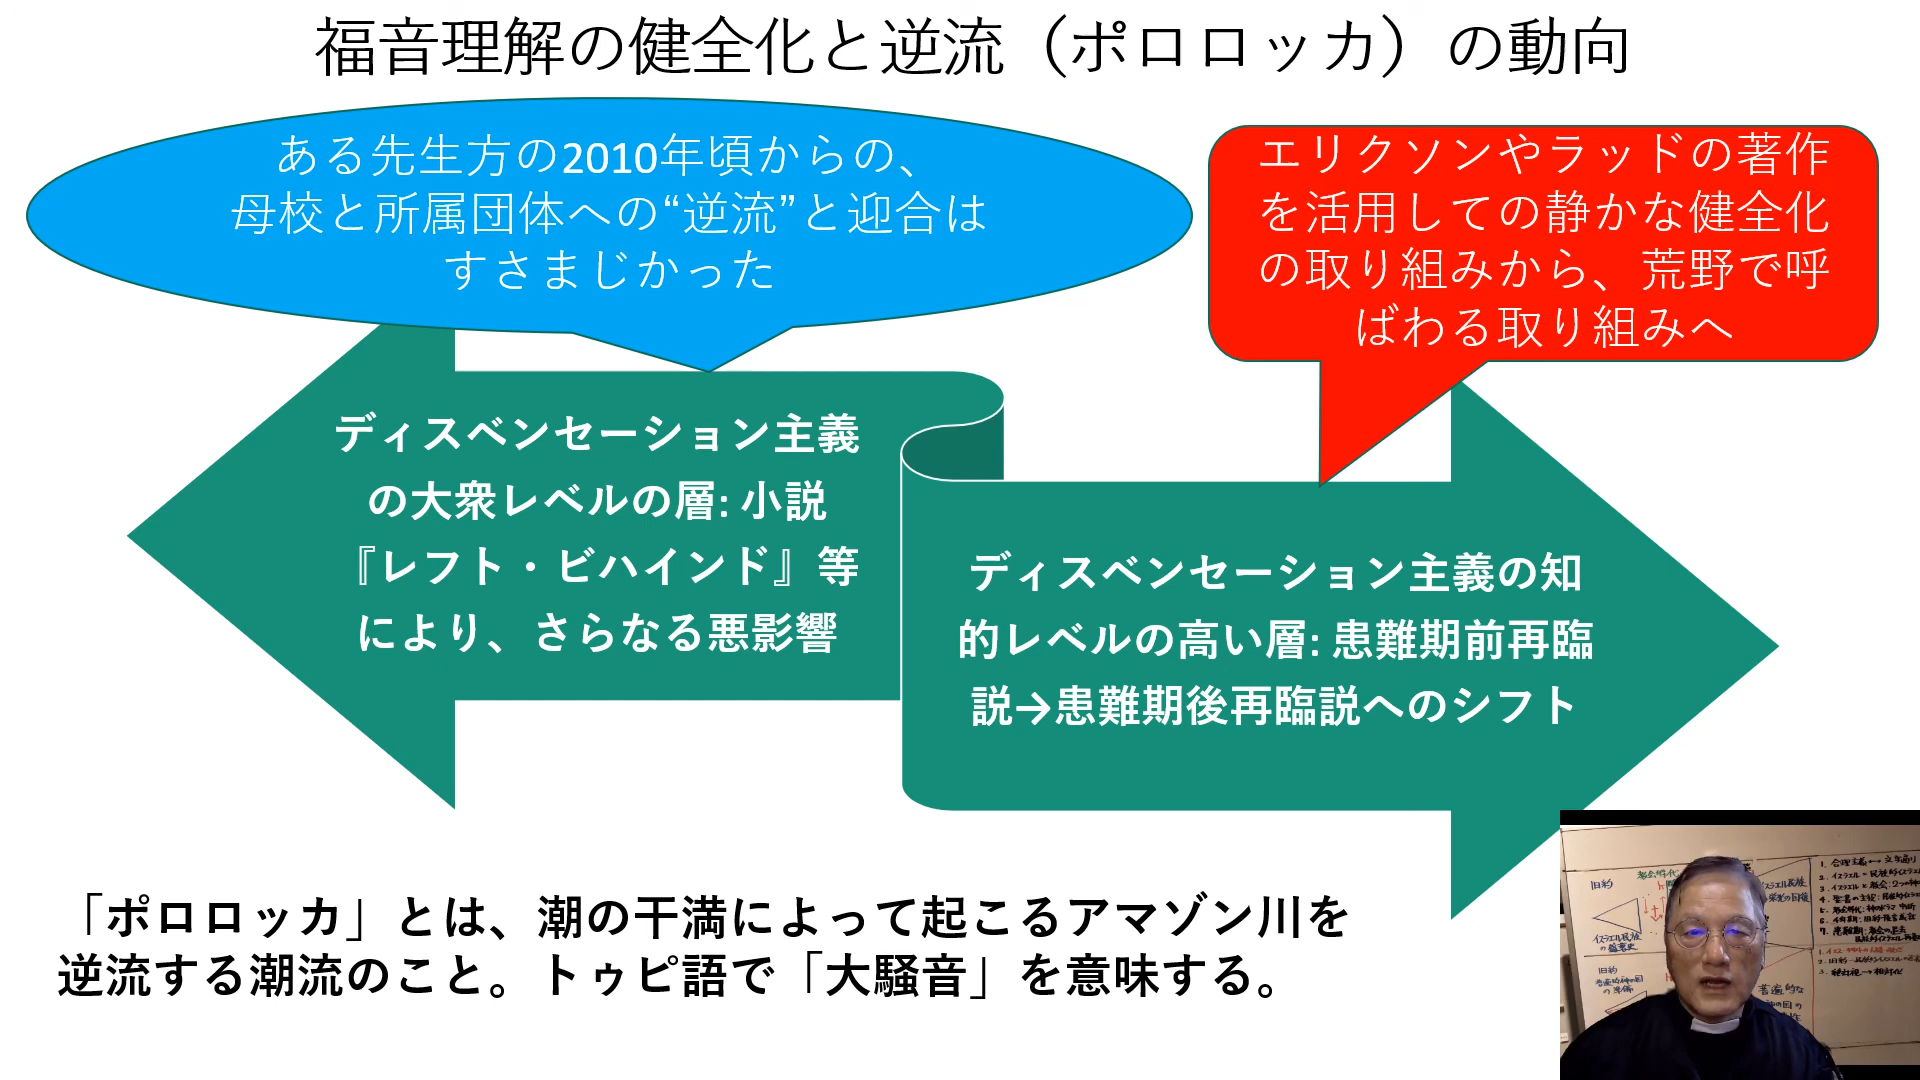 福音理解の健全化と逆流（ポロロッカ）の動向
ある先生方の2010年頃からの、
母校と所属団体への“逆流”と迎合は
すさまじかった
エリクソンやラッドの著作
を活用しての静かな健全化
の取り組みから、荒野で呼
ばわる取り組みへ
ディスペンセーション主義
の大衆レベルの層: 小説
『レフト・ビハインド』等
により、さらなる悪影響
ディスペンセーション主義の知
的レベルの高い層: 患難期前再臨
説→患難期後再臨説へのシフト
「ポロロッカ」とは、潮の干満によって起こるアマゾン川を
逆流する潮流のこと。トゥピ語で「大騒音」を意味する。
旧約
イスラエル民族
旧約